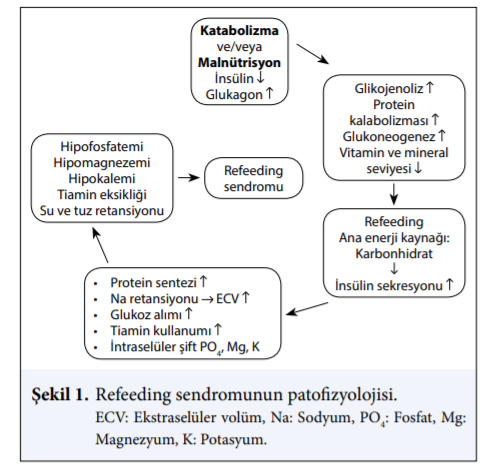 Katabolizma
ve/veya
Malnütrisyon
İnsülin ↓
Glukagon ↑
Glikojenoliz ↑
Protein
kalabolizması ↑
Glukoneogenez ↑
Vitamin ve mineral
seviyesi ↓
Refeeding
Ana enerji kaynağı:
Karbonhidrat
↓
İnsülin sekresyonu ↑
• Protein sentezi ↑
• Na retansiyonu → ECV ↑
• Glukoz alımı ↑
• Tiamin kullanımı ↑
• İntraselüler şift PO₄, Mg, K
Hipofosfatemi
Hipomagnezemi
Hipokalemi
Tiamin eksikliği
Su ve tuz retansiyonu
Refeeding
sendromu
Şekil 1. Refeeding sendromunun patofizyolojisi.
ECV: Ekstraselüler volüm, Na: Sodyum, PO₄: Fosfat, Mg:
Magnezyum, K: Potasyum.